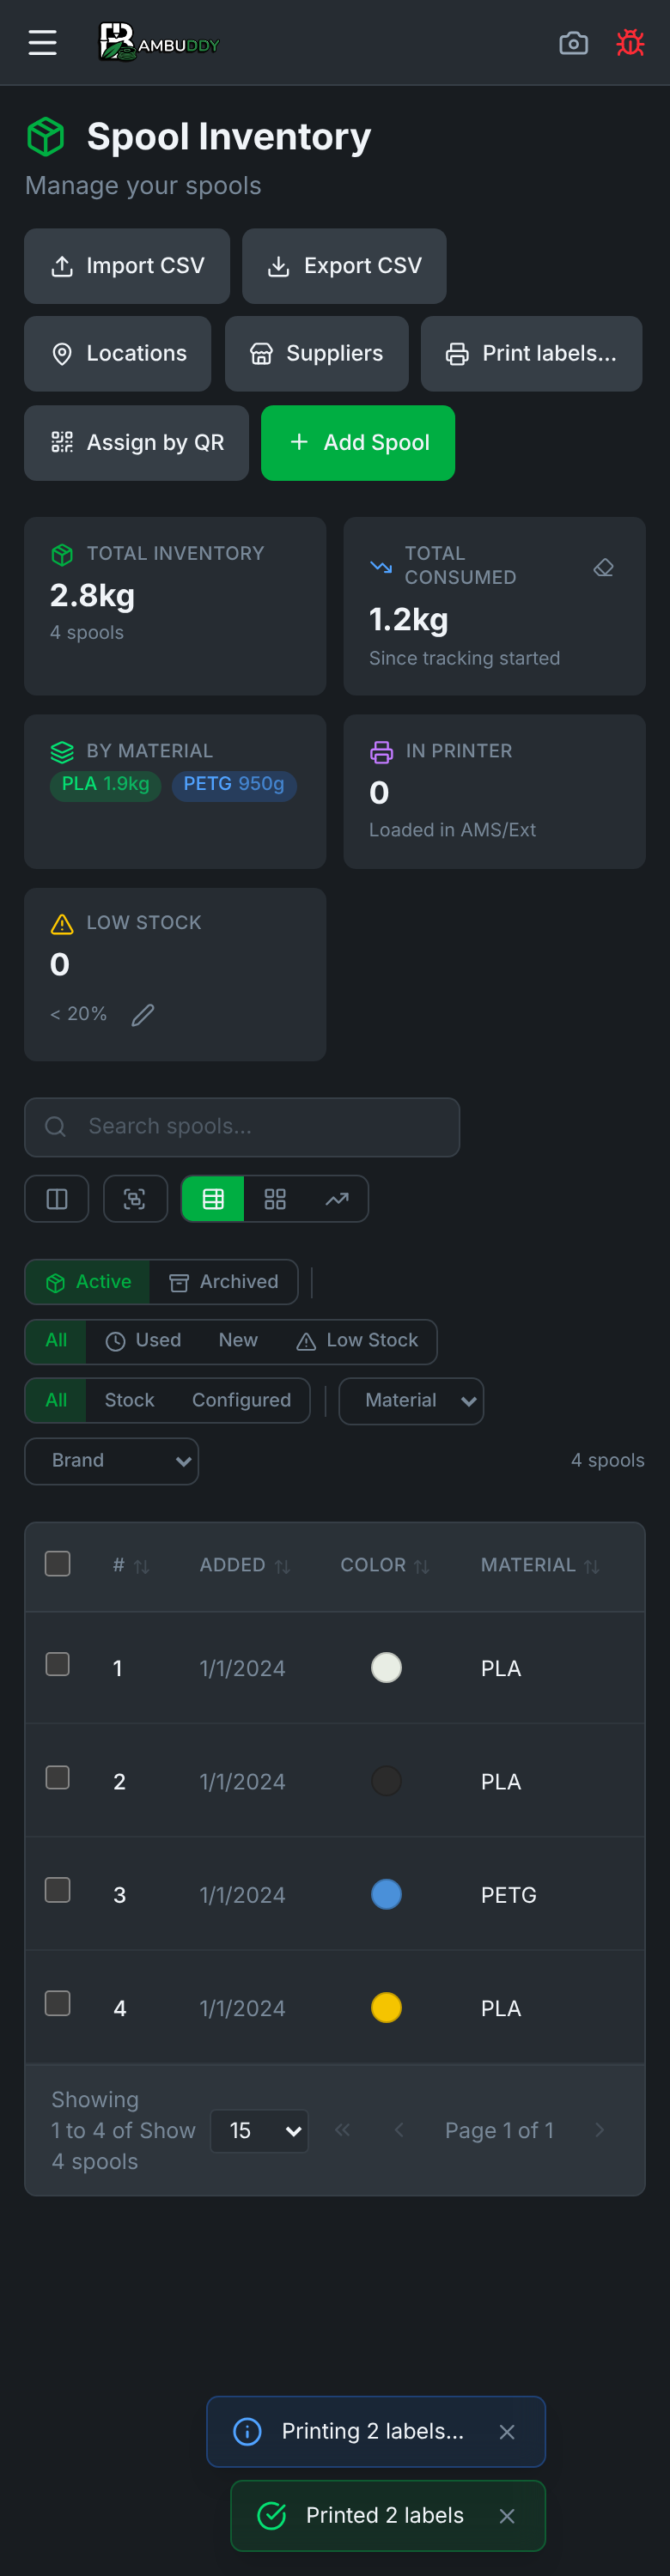 AMBUDDY
Spool Inventory
Manage your spools
Import CSV
Export CSV
Locations
Suppliers
Print labels...
Assign by QR
Add Spool
TOTAL INVENTORY
2.8kg
4 spools
TOTAL
CONSUMED
1.2kg
Since tracking started
BY MATERIAL
PLA 1.9kg
PETG 950g
IN PRINTER
0
Loaded in AMS/Ext
LOW STOCK
0
< 20%
Search spools...
Active
Archived
All
Used
New
Low Stock
All
Stock
Configured
Material
Brand
4 spools
# ADDED COLOR MATERIAL
1 1/1/2024 PLA
2 1/1/2024 PLA
3 1/1/2024 PETG
4 1/1/2024 PLA
Showing
1 to 4 of
4 spools
Show
15
Page 1 of 1
Printing 2 labels...
Printed 2 labels